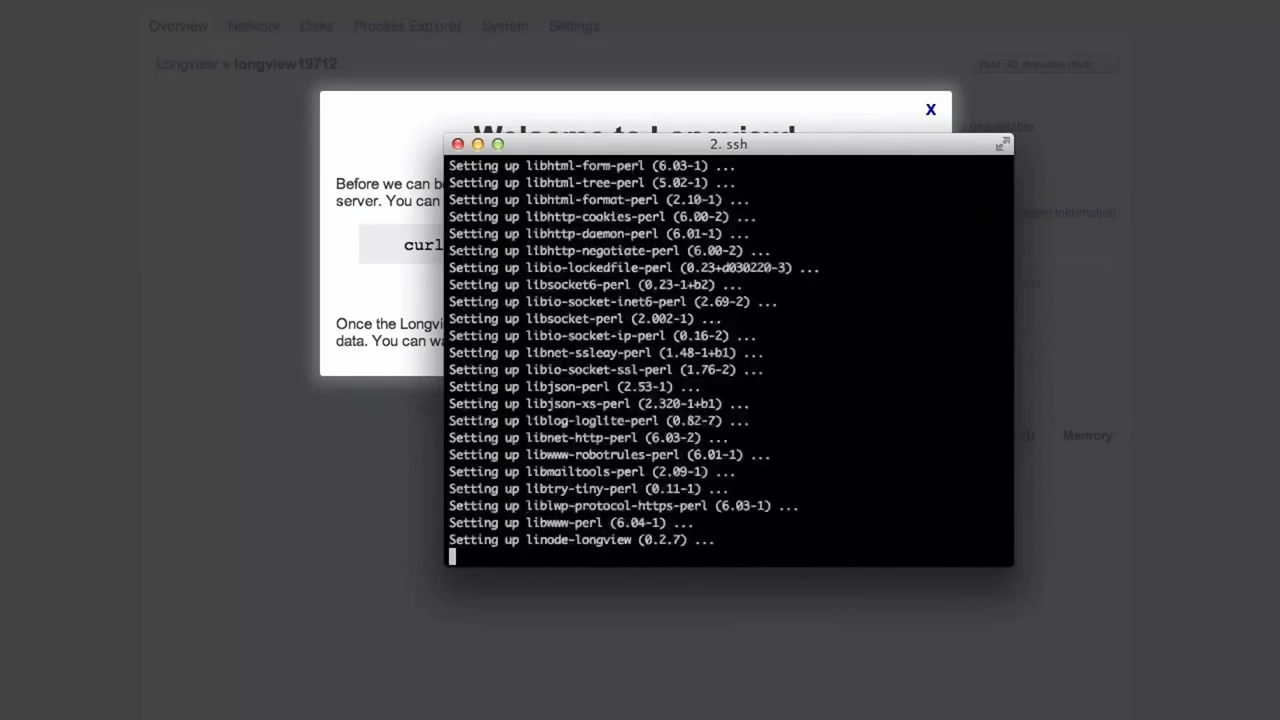 Overview Network Disks Process Explorer System Settings
Longview » longview19712
Past 30 minutes (live)
X
Welcome to Longview!
2. ssh
Before we can be
server. You can
curl
Once the Longvi
data. You can wa
Setting up libhtml-form-perl (6.03-1) ...
Setting up libhtml-tree-perl (5.02-1) ...
Setting up libhtml-format-perl (2.10-1) ...
Setting up libhttp-cookies-perl (6.00-2) ...
Setting up libhttp-daemon-perl (6.01-1) ...
Setting up libhttp-negotiate-perl (6.00-2) ...
Setting up libio-lockedfile-perl (0.23+d030220-3) ...
Setting up libsocket6-perl (0.23-1+b2) ...
Setting up libio-socket-inet6-perl (2.69-2) ...
Setting up libsocket-perl (2.002-1) ...
Setting up libio-socket-ip-perl (0.16-2) ...
Setting up libnet-ssleay-perl (1.48-1+b1) ...
Setting up libio-socket-ssl-perl (1.76-2) ...
Setting up libjson-perl (2.53-1) ...
Setting up libjson-xs-perl (2.320-1+b1) ...
Setting up liblog-loglite-perl (0.82-7) ...
Setting up libnet-http-perl (6.03-2) ...
Setting up libwww-robotrules-perl (6.01-1) ...
Setting up libmailtools-perl (2.09-1) ...
Setting up libtry-tiny-perl (0.11-1) ...
Setting up liblwp-protocol-https-perl (6.03-1) ...
Setting up libwww-perl (6.04-1) ...
Setting up linode-longview (0.2.7) ...
information
Memory